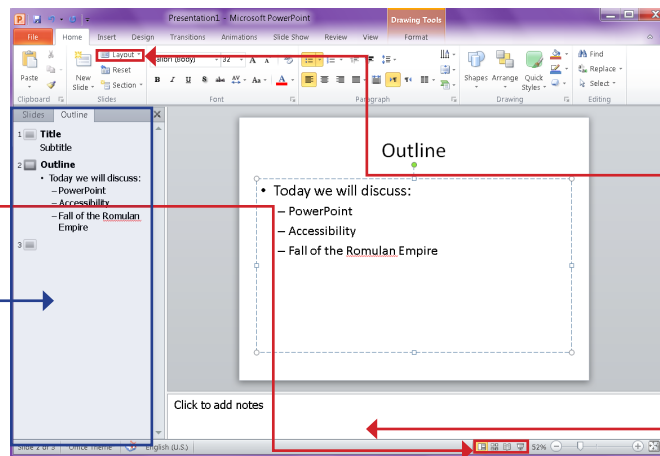 Presentation1 - Microsoft PowerPoint
Drawing Tools
File Home Insert Design Transitions Animations Slide Show Review View Format
Paste
New Slide
Layout
Reset
Section
32
Shapes Arrange Quick Styles
Find
Replace
Select
Clipboard Slides Font Paragraph Drawing Editing
Slides Outline
1 Title
Subtitle
2 Outline
• Today we will discuss:
– PowerPoint
– Accessibility
– Fall of the Romulan
Empire
3
Outline
• Today we will discuss:
– PowerPoint
– Accessibility
– Fall of the Romulan Empire
Click to add notes
Slide 2 of 3 Office Theme English (U.S.) 52%